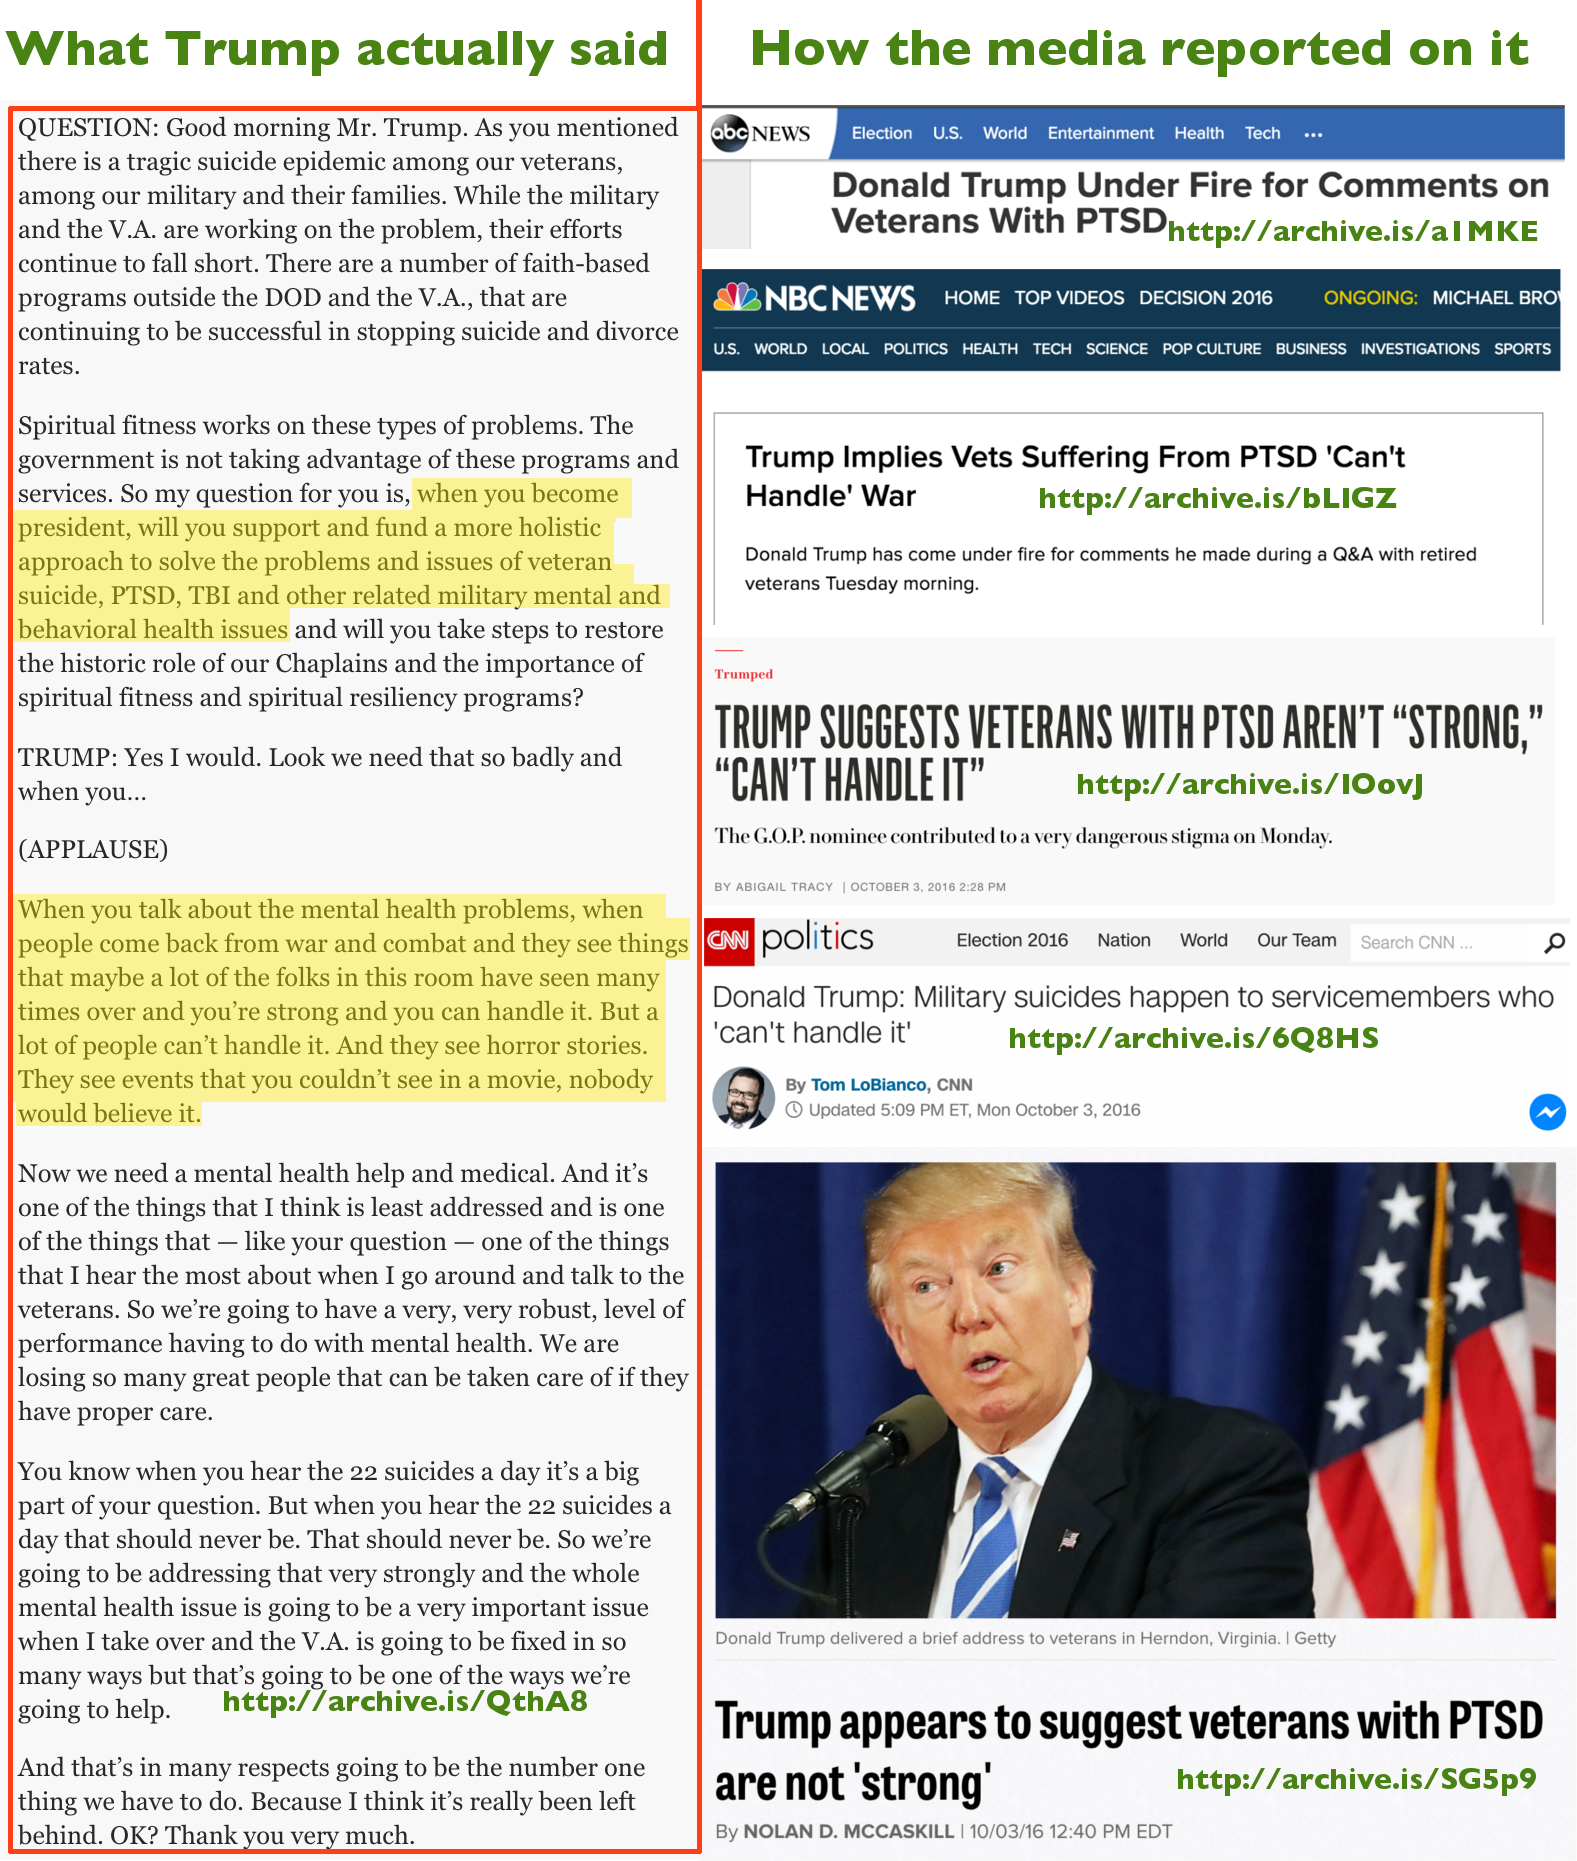 What Trump actually said
QUESTION: Good morning Mr. Trump. As you mentioned
there is a tragic suicide epidemic among our veterans,
among our military and their families. While the military
and the V.A. are working on the problem, their efforts
continue to fall short. There are a number of faith-based
programs outside the DOD and the V.A., that are
continuing to be successful in stopping suicide and divorce
rates.
Spiritual fitness works on these types of problems. The
government is not taking advantage of these programs and
services. So my question for you is, when you become
president, will you support and fund a more holistic
approach to solve the problems and issues of veteran
suicide, PTSD, TBI and other related military mental and
behavioral health issues and will you take steps to restore
the historic role of our Chaplains and the importance of
spiritual fitness and spiritual resiliency programs?
TRUMP: Yes I would. Look we need that so badly and
when you...
(APPLAUSE)
When you talk about the mental health problems, when
people come back from war and combat and they see things
that maybe a lot of the folks in this room have seen many
times over and you’re strong and you can handle it. But a
lot of people can’t handle it. And they see horror stories.
They see events that you couldn’t see in a movie, nobody
would believe it.
Now we need a mental health help and medical. And it’s
one of the things that I think is least addressed and is one
of the things that — like your question — one of the things
that I hear the most about when I go around and talk to the
veterans. So we’re going to have a very, very robust, level of
performance having to do with mental health. We are
losing so many great people that can be taken care of if they
have proper care.
You know when you hear the 22 suicides a day it’s a big
part of your question. But when you hear the 22 suicides a
day that should never be. That should never be. So we’re
going to be addressing that very strongly and the whole
mental health issue is going to be a very important issue
when I take over and the V.A. is going to be fixed in so
many ways but that’s going to be one of the ways we’re
going to help. http://archive.is/QthA8
And that’s in many respects going to be the number one
thing we have to do. Because I think it’s really been left
behind. OK? Thank you very much.
How the media reported on it
abc NEWS Election U.S. World Entertainment Health Tech •••
Donald Trump Under Fire for Comments on
Veterans With PTSD http://archive.is/a1MKE
NBC NEWS HOME TOP VIDEOS DECISION 2016 ONGOING: MICHAEL BRO
U.S. WORLD LOCAL POLITICS HEALTH TECH SCIENCE POP CULTURE BUSINESS INVESTIGATIONS SPORTS
Trump Implies Vets Suffering From PTSD 'Can't
Handle' War http://archive.is/bLIGZ
Donald Trump has come under fire for comments he made during a Q&A with retired
veterans Tuesday morning.
Trumped
TRUMP SUGGESTS VETERANS WITH PTSD AREN’T “STRONG,”
“CAN’T HANDLE IT” http://archive.is/IOovJ
The G.O.P. nominee contributed to a very dangerous stigma on Monday.
BY ABIGAIL TRACY | OCTOBER 3, 2016 2:28 PM
CNN politics Election 2016 Nation World Our Team Search CNN ...
Donald Trump: Military suicides happen to servicemembers who
'can't handle it' http://archive.is/6Q8HS
By Tom LoBianco, CNN
Updated 5:09 PM ET, Mon October 3, 2016
Donald Trump delivered a brief address to veterans in Herndon, Virginia. | Getty
Trump appears to suggest veterans with PTSD
are not 'strong' http://archive.is/SG5p9
By NOLAN D. MCCASKILL | 10/03/16 12:40 PM EDT